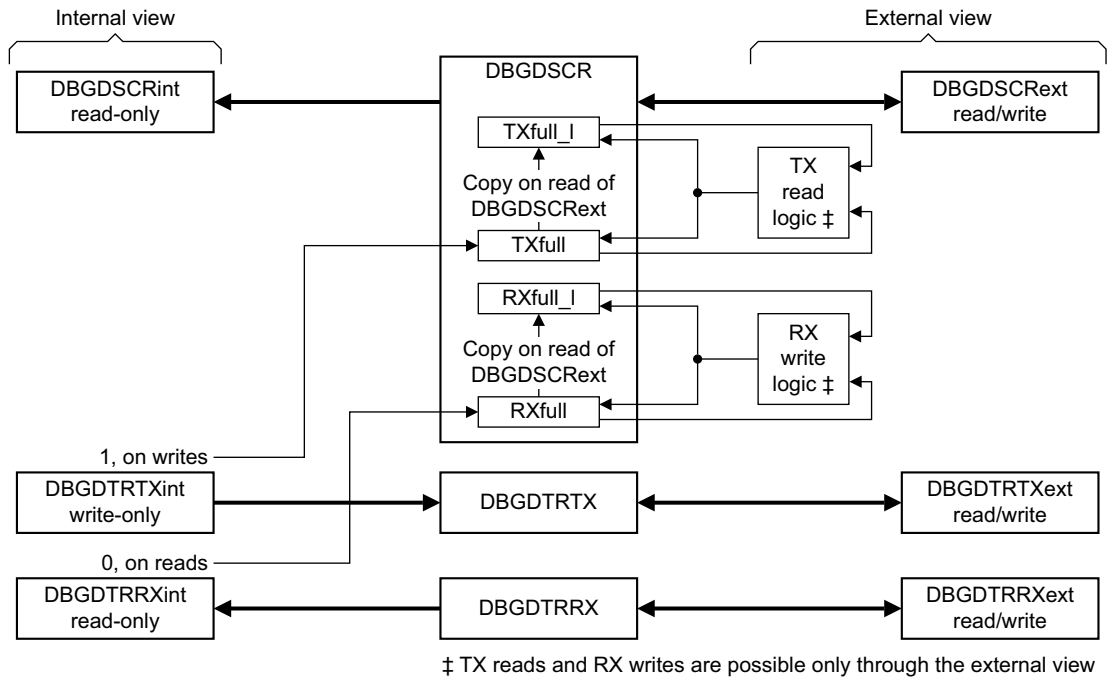 Internal view
External view
DBGDSCRint
read-only
DBGDSCR
DBGDSCRext
read/write
TXfull_l
Copy on read of
DBGDSCRext
TXfull
TX
read
logic ‡
RXfull_l
Copy on read of
DBGDSCRext
RXfull
RX
write
logic ‡
1, on writes
DBGDTRTXint
write-only
DBGDTRTX
DBGDTRTXext
read/write
0, on reads
DBGDTRRXint
read-only
DBGDTRRX
DBGDTRRXext
read/write
‡ TX reads and RX writes are possible only through the external view